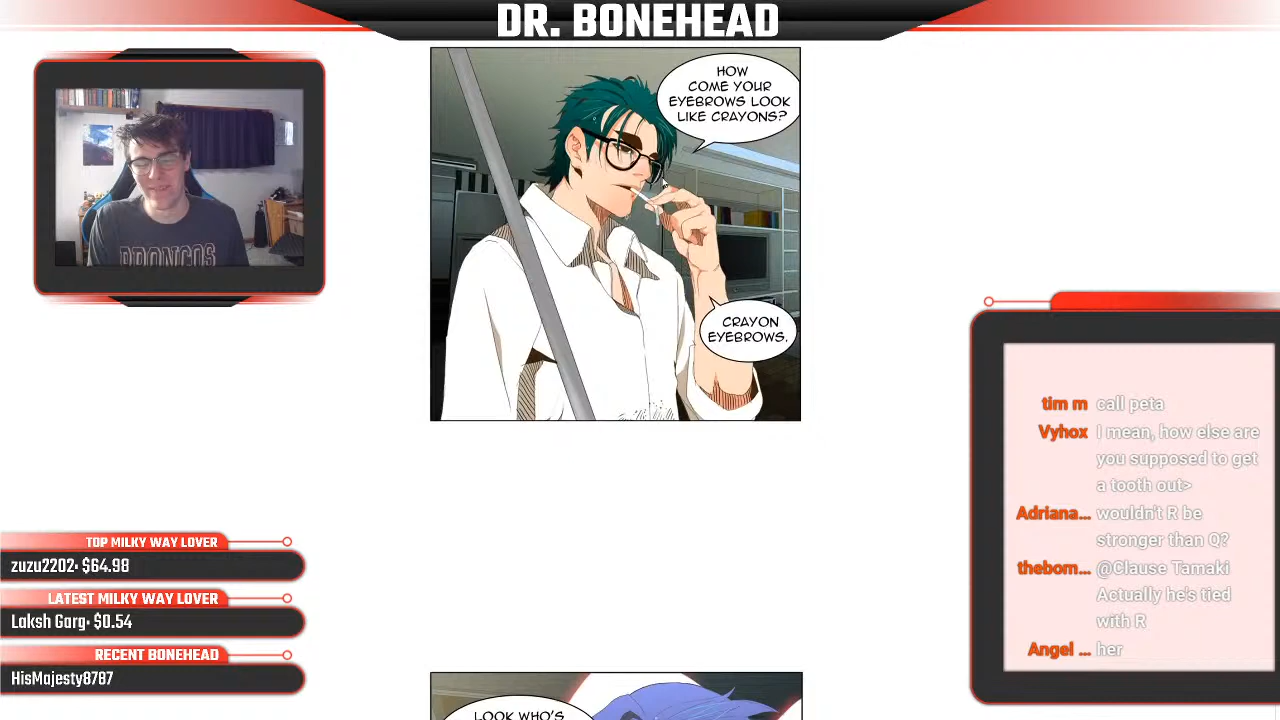 DR. BONEHEAD
HOW
COME YOUR
EYEBROWS LOOK
LIKE CRAYONS?
CRAYON
EYEBROWS.
BRONCOS
tim m call peta
Vyhox I mean, how else are
you supposed to get
a tooth out>
Adriana... wouldn't R be
stronger than Q?
thebom... @Clause Tamaki
Actually he's tied
with R
Angel ... her
TOP MILKY WAY LOVER
zuzu2202• $64.98
LATEST MILKY WAY LOVER
Laksh Garg• $0.54
RECENT BONEHEAD
HisMajesty8787
LOOK WHO'S